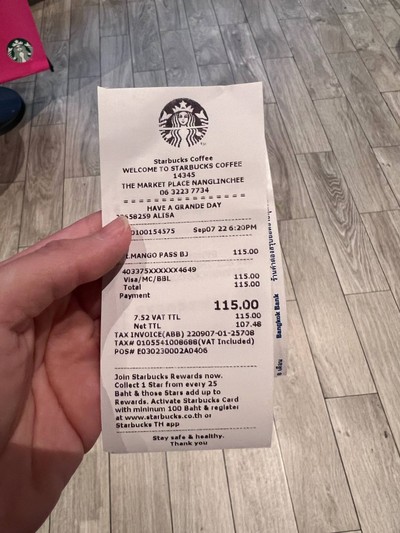 Starbucks Coffee
WELCOME TO STARBUCKS COFFEE
14345
THE MARKET PLACE NANGLINCHEE
06 3223 7734
HAVE A GRANDE DAY
58259 ALISA
0100154575 Sep07 22 6:20PM
MANGO PASS BJ 115.00
403375XXXXXX4649
Visa/MC/BBL 115.00
Total 115.00
Payment
115.00
7.52 VAT TTL 115.00
Net TTL 107.48
TAX INVOICE(ABB) 220907-01-25708
TAX# 0105541008688(VAT Included)
POS# E030230002A0406
Join Starbucks Rewards now.
Collect 1 Star from every 25
Baht & those Stars add up to
Rewards. Activate Starbucks Card
with minimum 100 Baht & register
at www.starbucks.co.th or
Starbucks TH app
Stay safe & healthy.
Thank you
Bangkok Bank